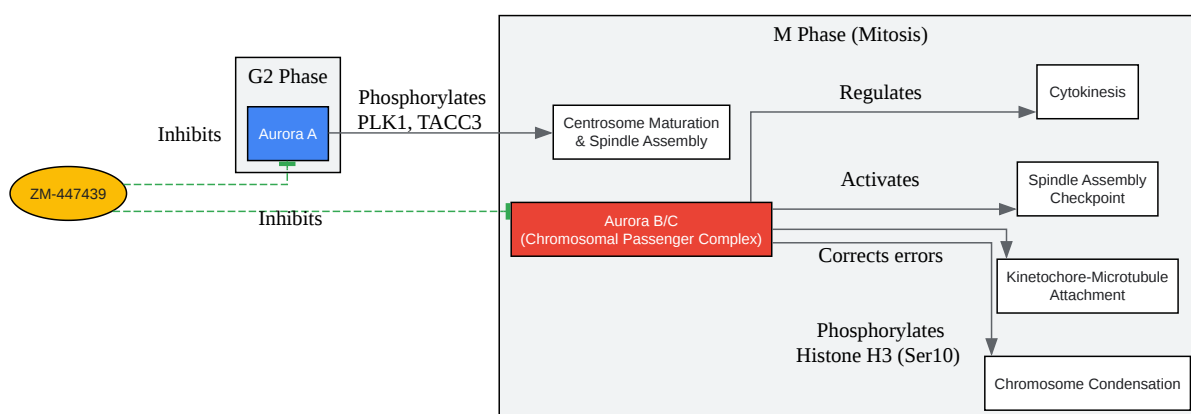 M Phase (Mitosis)
G2 Phase
Aurora A
Inhibits
Phosphorylates
PLK1, TACC3
Centrosome Maturation
& Spindle Assembly
Regulates
Cytokinesis
ZM-447439
Inhibits
Aurora B/C
(Chromosomal Passenger Complex)
Activates
Spindle Assembly
Checkpoint
Corrects errors
Kinetochore-Microtubule
Attachment
Phosphorylates
Histone H3 (Ser10)
Chromosome Condensation